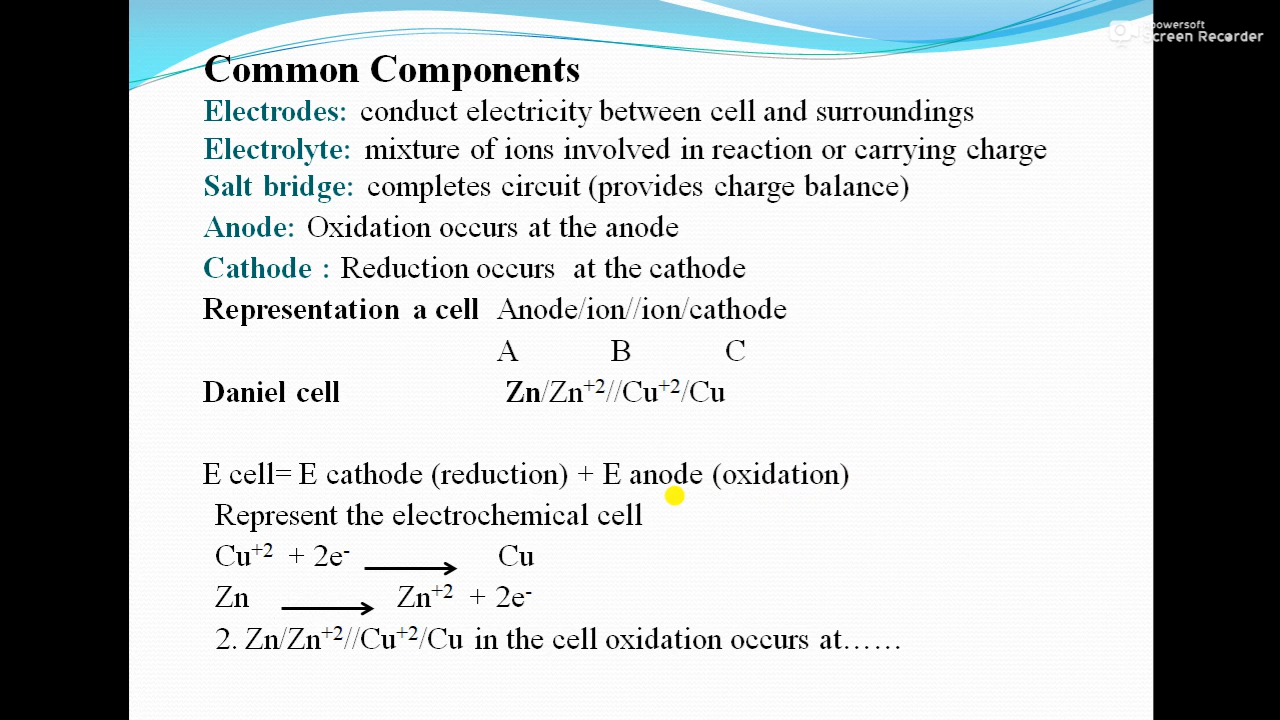 powersoft
Screen Recorder
Common Components
Electrodes: conduct electricity between cell and surroundings
Electrolyte: mixture of ions involved in reaction or carrying charge
Salt bridge: completes circuit (provides charge balance)
Anode: Oxidation occurs at the anode
Cathode : Reduction occurs at the cathode
Representation a cell Anode/ion//ion/cathode
A B C
Daniel cell Zn/Zn⁺²//Cu⁺²/Cu
E cell= E cathode (reduction) + E anode (oxidation)
Represent the electrochemical cell
Cu⁺² + 2e⁻ ⟶ Cu
Zn ⟶ Zn⁺² + 2e⁻
2. Zn/Zn⁺²//Cu⁺²/Cu in the cell oxidation occurs at……